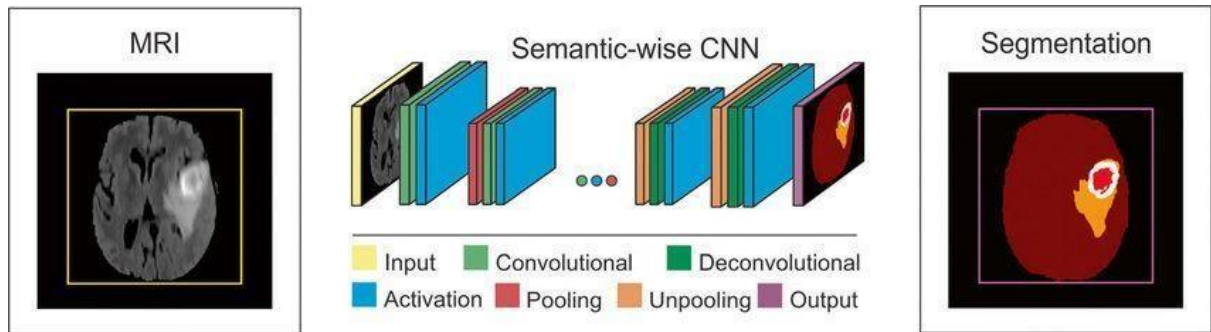 MRI
Semantic-wise CNN
Segmentation
Input Convolutional Deconvolutional
Activation Pooling Unpooling Output